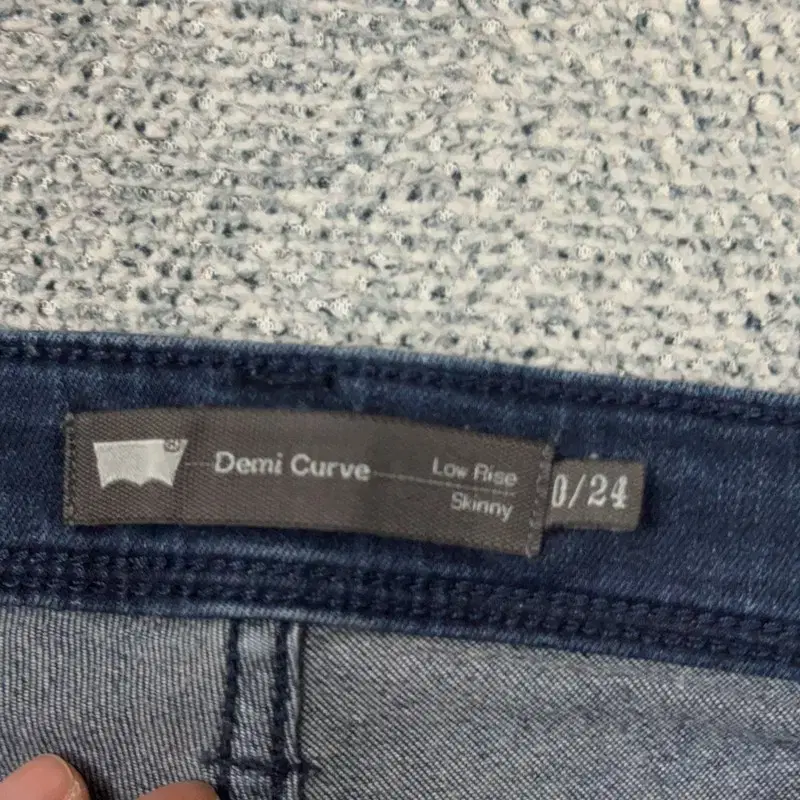 Demi Curve
Low Rise
Skinny
0/24